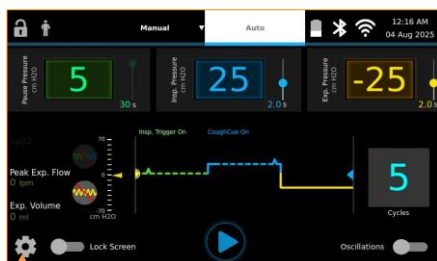 Manual
Auto
12:16 AM
04 Aug 2025
Pause Pressure
cm H2O
5
30 s
Insp. Pressure
cm H2O
25
2.0 s
Exp. Pressure
cm H2O
-25
2.0 s
Insp. Trigger On
CoughCue On
70
Peak Exp. Flow
0 lpm
Exp. Volume
0 ml
-70
cm H2O
5
Cycles
Lock Screen
Oscillations